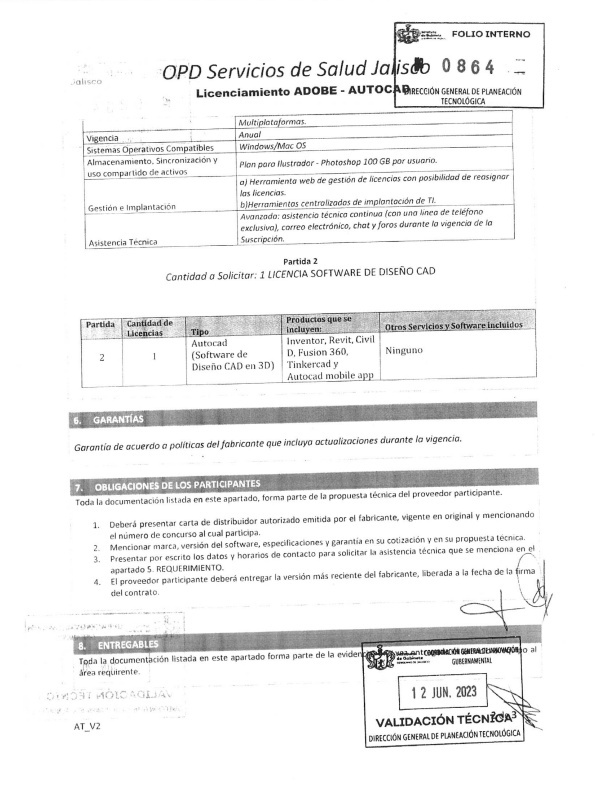 FOLIO INTERNO
0864
DIRECCIÓN GENERAL DE PLANEACIÓN
TECNOLÓGICA
Jalisco
OPD Servicios de Salud Jalisco
Licenciamiento ADOBE - AUTOCAD
Multiplataformas.
Vigencia Anual
Sistemas Operativos Compatibles Windows/Mac OS
Almacenamiento. Sincronización y
uso compartido de activos
Plan para Ilustrador - Photoshop 100 GB por usuario.
Gestión e Implantación
a) Herramienta web de gestión de licencias con posibilidad de reasignar
las licencias.
b)Herramientas centralizados de implantación de TI.
Asistencia Técnica
Avanzada: asistencia técnica continua (con una línea de teléfono
exclusiva), correo electrónico, chat y foros durante la vigencia de la
Suscripción.
Partida 2
Cantidad a Solicitar: 1 LICENCIA SOFTWARE DE DISEÑO CAD
Partida
Cantidad de
Licencias
Tipo
Productos que se
incluyen:
Otros Servicios y Software incluidos
2
1
Autocad
(Software de
Diseño CAD en 3D)
Inventor, Revit, Civil
D, Fusion 360,
Tinkercad y
Autocad mobile app
Ninguno
6. GARANTÍAS
Garantía de acuerdo a políticas del fabricante que incluya actualizaciones durante la vigencia.
7. OBLIGACIONES DE LOS PARTICIPANTES
Toda la documentación listada en este apartado, forma parte de la propuesta técnica del proveedor participante.
1. Deberá presentar carta de distribuidor autorizado emitida por el fabricante, vigente en original y mencionando
el número de concurso al cual participa.
2. Mencionar marca, versión del software, especificaciones y garantía en su cotización y en su propuesta técnica.
3. Presentar por escrito los datos y horarios de contacto para solicitar la asistencia técnica que se menciona en el
apartado 5. REQUERIMIENTO.
4. El proveedor participante deberá entregar la versión más reciente del fabricante, liberada a la fecha de la firma
del contrato.
8. ENTREGABLES
Toda la documentación listada en este apartado forma parte de la
área requirente.
COORDINACIÓN GENERAL DE INNOVACIÓN
GUBERNAMENTAL
12 JUN. 2023
VALIDACIÓN TÉCNICA
DIRECCIÓN GENERAL DE PLANEACIÓN TECNOLÓGICA
AT_V2